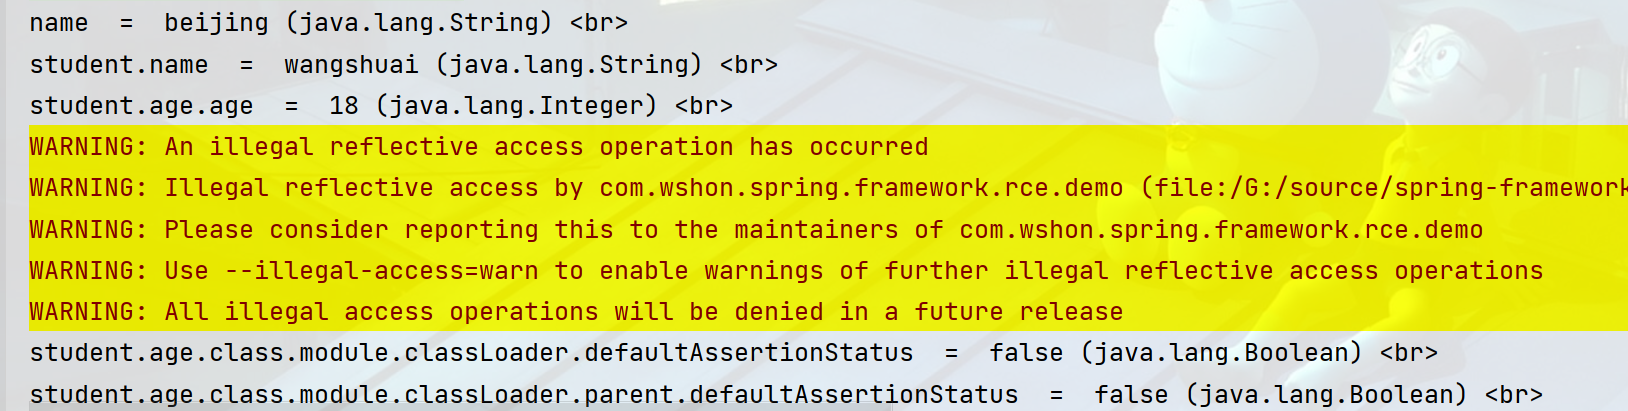 name  =  beijing (java.lang.String) <br>
student.name  =  wangshuai (java.lang.String) <br>
student.age.age  =  18 (java.lang.Integer) <br>
WARNING: An illegal reflective access operation has occurred
WARNING: Illegal reflective access by com.wshon.spring.framework.rce.demo (file:/G:/source/spring-framework
WARNING: Please consider reporting this to the maintainers of com.wshon.spring.framework.rce.demo
WARNING: Use --illegal-access=warn to enable warnings of further illegal reflective access operations
WARNING: All illegal access operations will be denied in a future release
student.age.class.module.classLoader.defaultAssertionStatus  =  false (java.lang.Boolean) <br>
student.age.class.module.classLoader.parent.defaultAssertionStatus  =  false (java.lang.Boolean) <br>